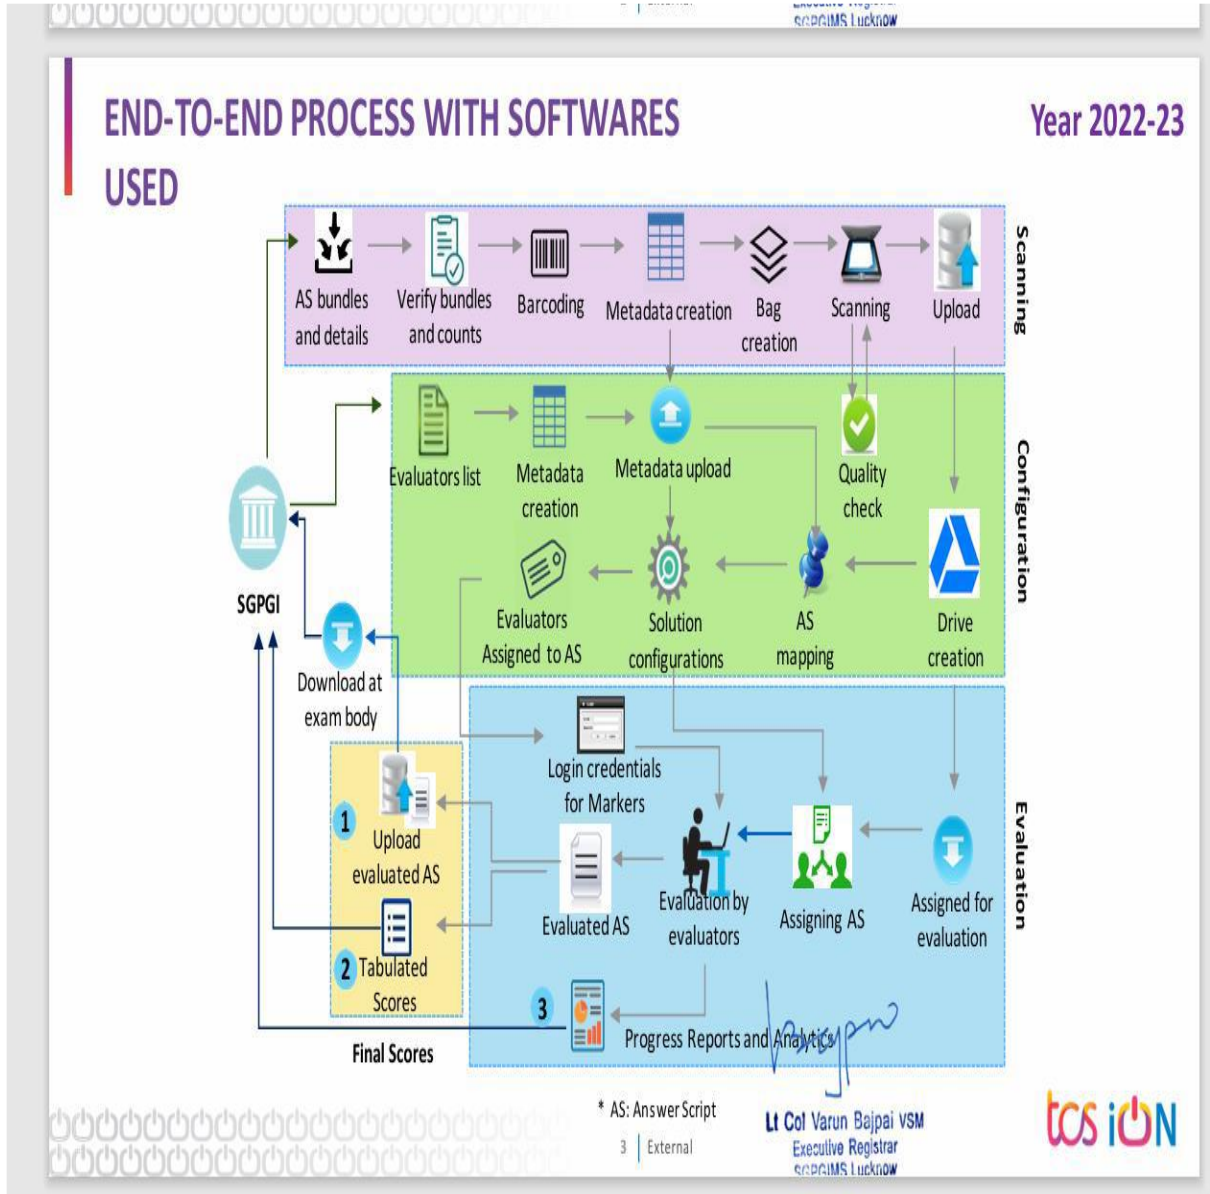 SGPGIMS Lucknow
END-TO-END PROCESS WITH SOFTWARES
USED
Year 2022-23
AS bundles
and details
Verify bundles
and counts
Barcoding
Metadata creation
Bag
creation
Scanning
Upload
Scanning
Evaluators list
Metadata
creation
Metadata upload
Quality
check
Configuration
SGPGI
Evaluators
Assigned to AS
Solution
configurations
AS
mapping
Drive
creation
Download at
exam body
Login credentials
for Markers
1
Upload
evaluated AS
Evaluated AS
Evaluation by
evaluators
Assigning AS
Assigned for
evaluation
Evaluation
2
Tabulated
Scores
3
Progress Reports and Analytics
Final Scores
* AS: Answer Script
3 | External
Lt Col Varun Bajpai VSM
Executive Registrar
SGPGIMS Lucknow
tcs iON